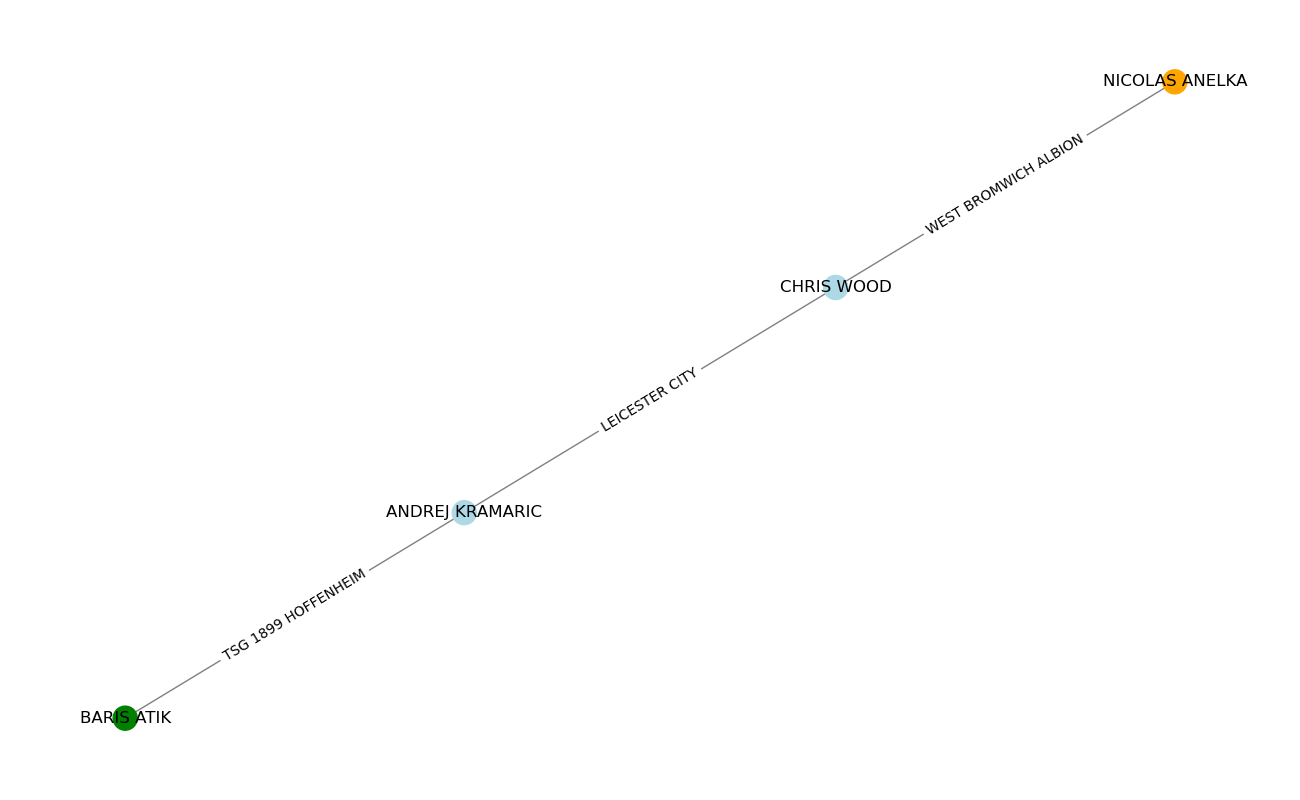 NICOLAS ANELKA
WEST BROMWICH ALBION
CHRIS WOOD
LEICESTER CITY
ANDREJ KRAMARIC
TSG 1899 HOFFENHEIM
BARIS ATIK